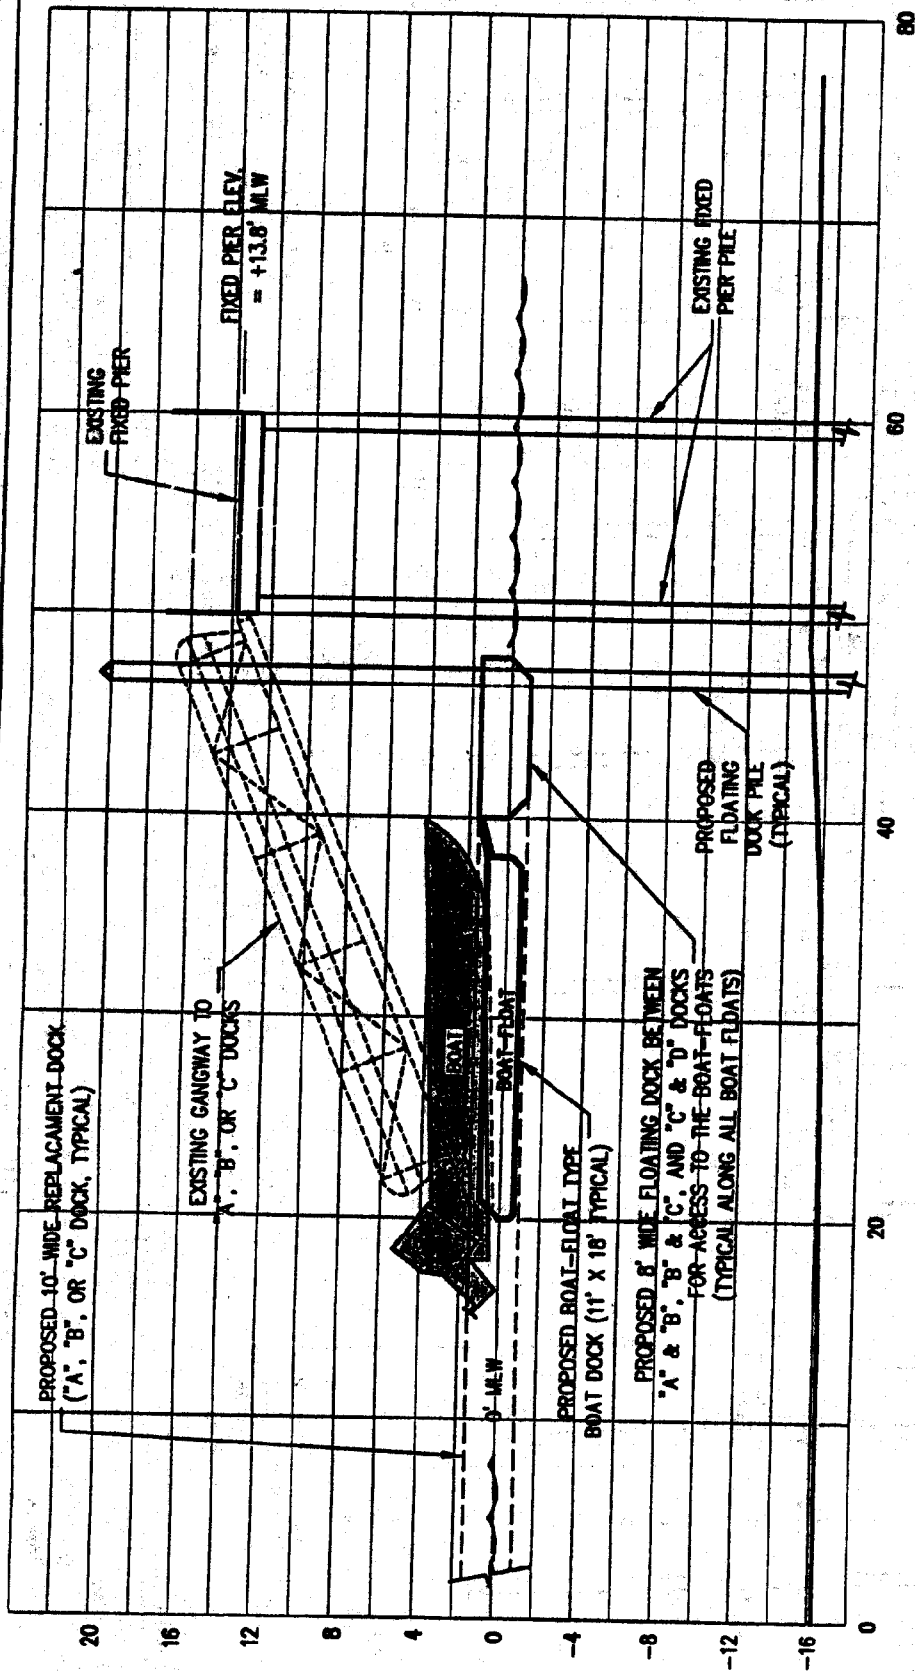 PROPOSED 10' WIDE REPLACAMENT DOCK
("A", "B", OR "C" DOCK, TYPICAL)
EXISTING GANGWAY TO
"A", "B", OR "C" DOCKS
EXISTING
FIXED PIER
FIXED PIER ELEV.
= +13.8' MLW
BOAT
BOAT-FLOAT
0' MLW
PROPOSED BOAT-FLOAT TYPE
BOAT DOCK (11' X 18' TYPICAL)
PROPOSED 8' WIDE FLOATING DOCK BETWEEN
"A" & "B", "B" & "C", AND "C" & "D" DOCKS
FOR ACCESS TO THE BOAT-FLOATS
(TYPICAL ALONG ALL BOAT FLOATS)
PROPOSED
FLOATING
DOCK PILE
(TYPICAL)
EXISTING FIXED
PIER PILE
20
16
12
8
4
0
-4
-8
-12
-16
0
20
40
60
80